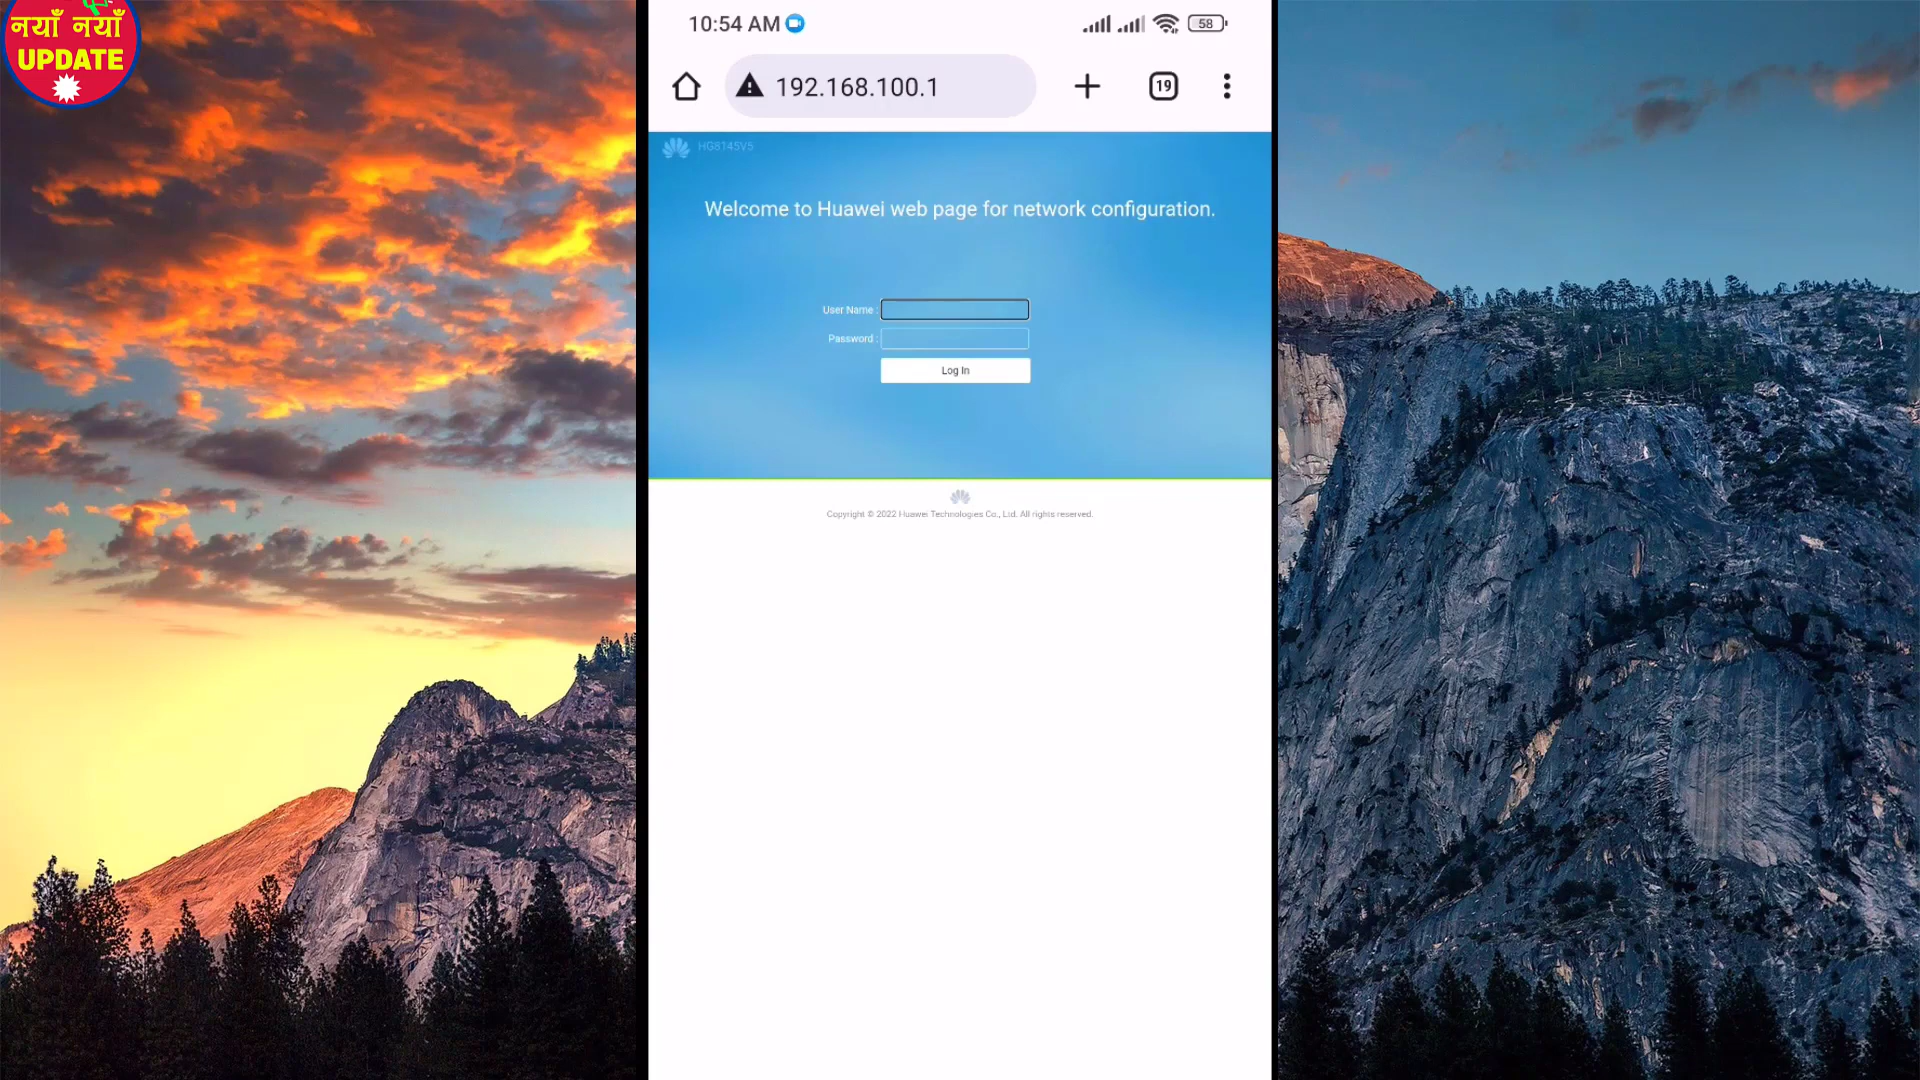 नयाँ नयाँ
UPDATE
10:54 AM
58
192.168.100.1
19
HG8145V5
Welcome to Huawei web page for network configuration.
User Name :
Password :
Log In
Copyright © 2022 Huawei Technologies Co., Ltd. All rights reserved.